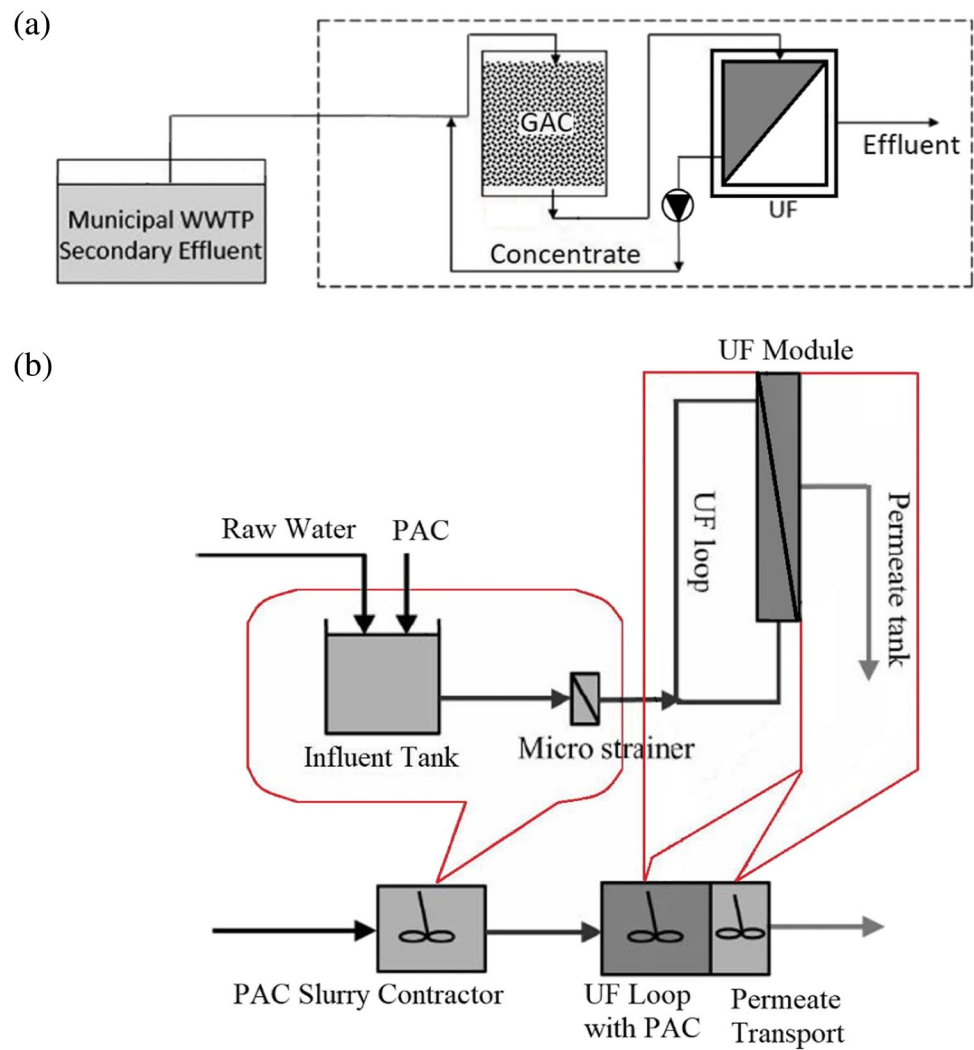 (a)
GAC
Effluent
Municipal WWTP
Secondary Effluent
UF
Concentrate
(b)
UF Module
Raw Water
PAC
UF loop
Permeate tank
Influent Tank
Micro strainer
PAC Slurry Contractor
UF Loop
with PAC
Permeate
Transport